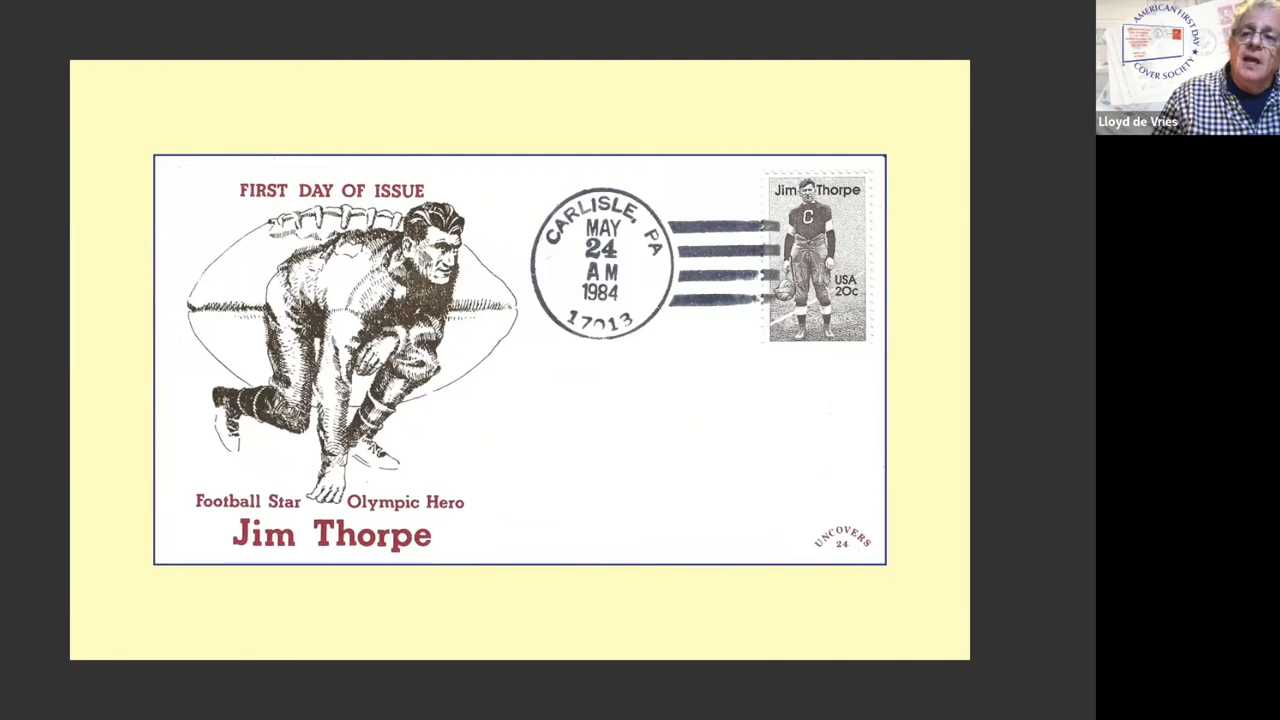 FIRST DAY OF ISSUE
CARLISLE, PA
MAY
24
AM
1984
17013
Jim Thorpe
C
USA
20c
Football Star Olympic Hero
Jim Thorpe
UNCOVERS
24
AMERICAN FIRST DAY
COVER SOCIETY ★
Lloyd de Vries